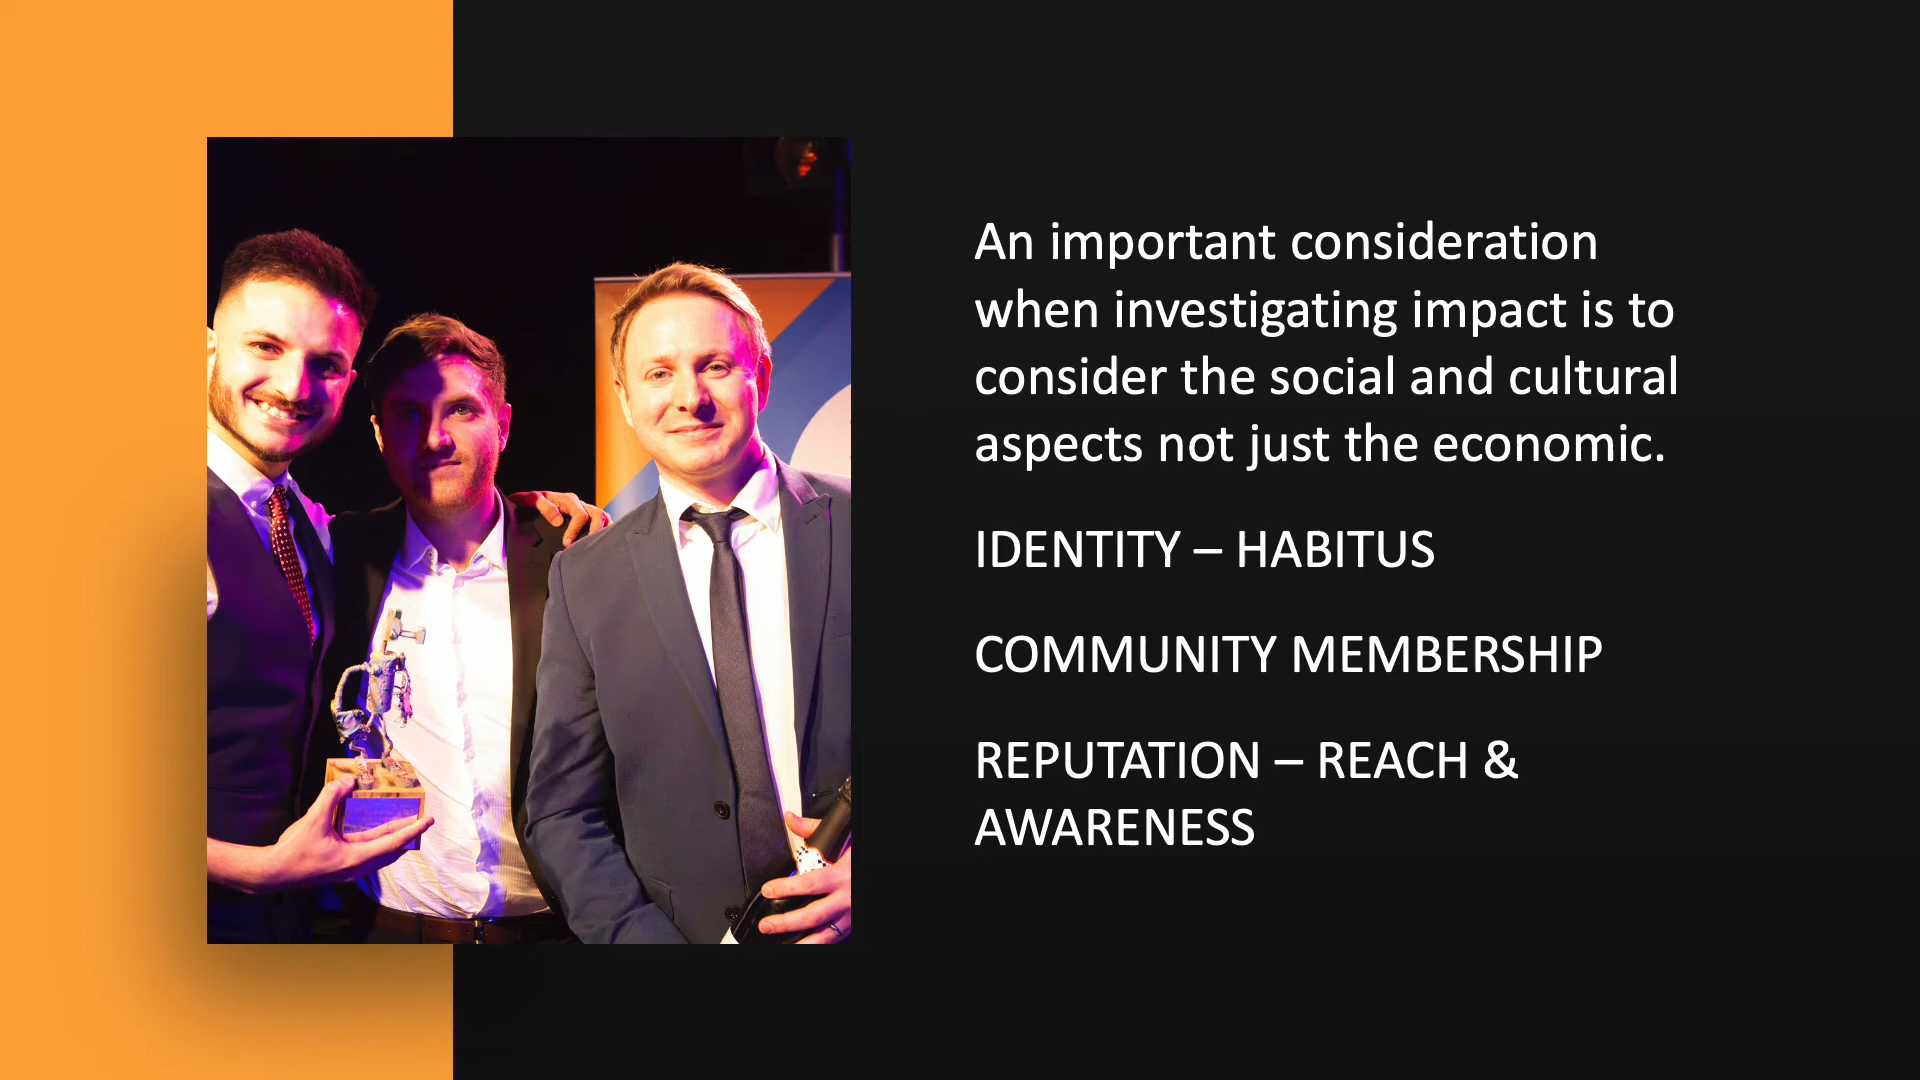 An important consideration
when investigating impact is to
consider the social and cultural
aspects not just the economic.
IDENTITY – HABITUS
COMMUNITY MEMBERSHIP
REPUTATION – REACH &
AWARENESS